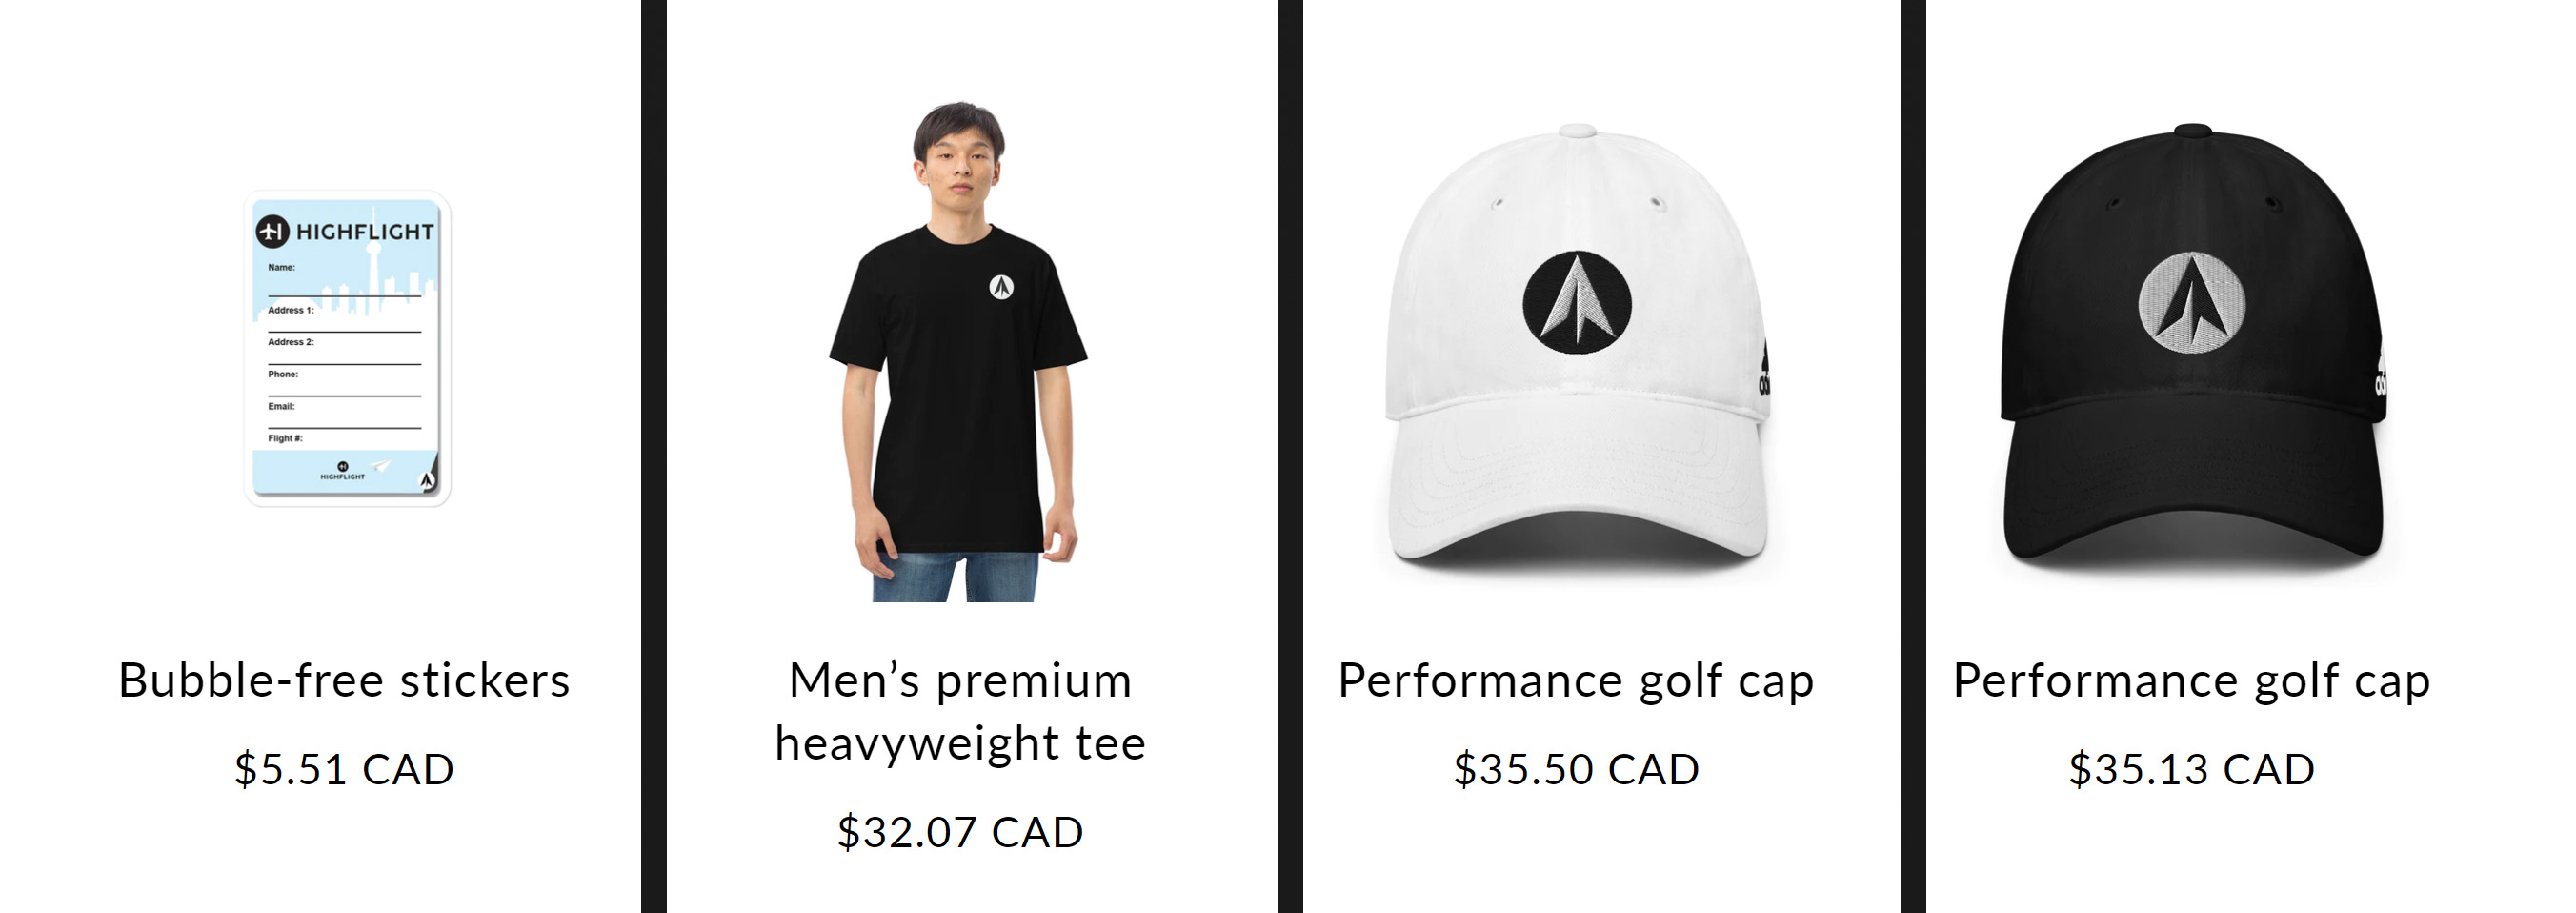 HIGHFLIGHT
Name:
Address 1:
Address 2:
Phone:
Email:
Flight #:
HIGHFLIGHT
Bubble-free stickers
$5.51 CAD
Men’s premium
heavyweight tee
$32.07 CAD
Performance golf cap
$35.50 CAD
Performance golf cap
$35.13 CAD